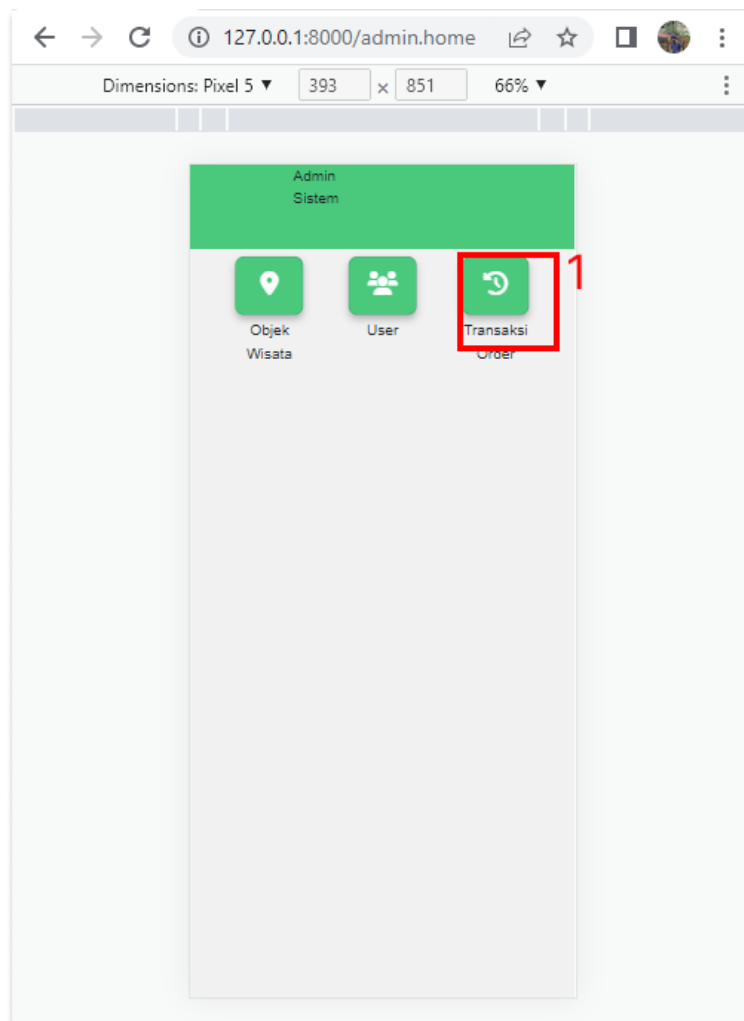 127.0.0.1:8000/admin.home
Dimensions: Pixel 5 ▼ 393 × 851 66% ▼
Admin
Sistem
1
Objek User Transaksi
Wisata Order